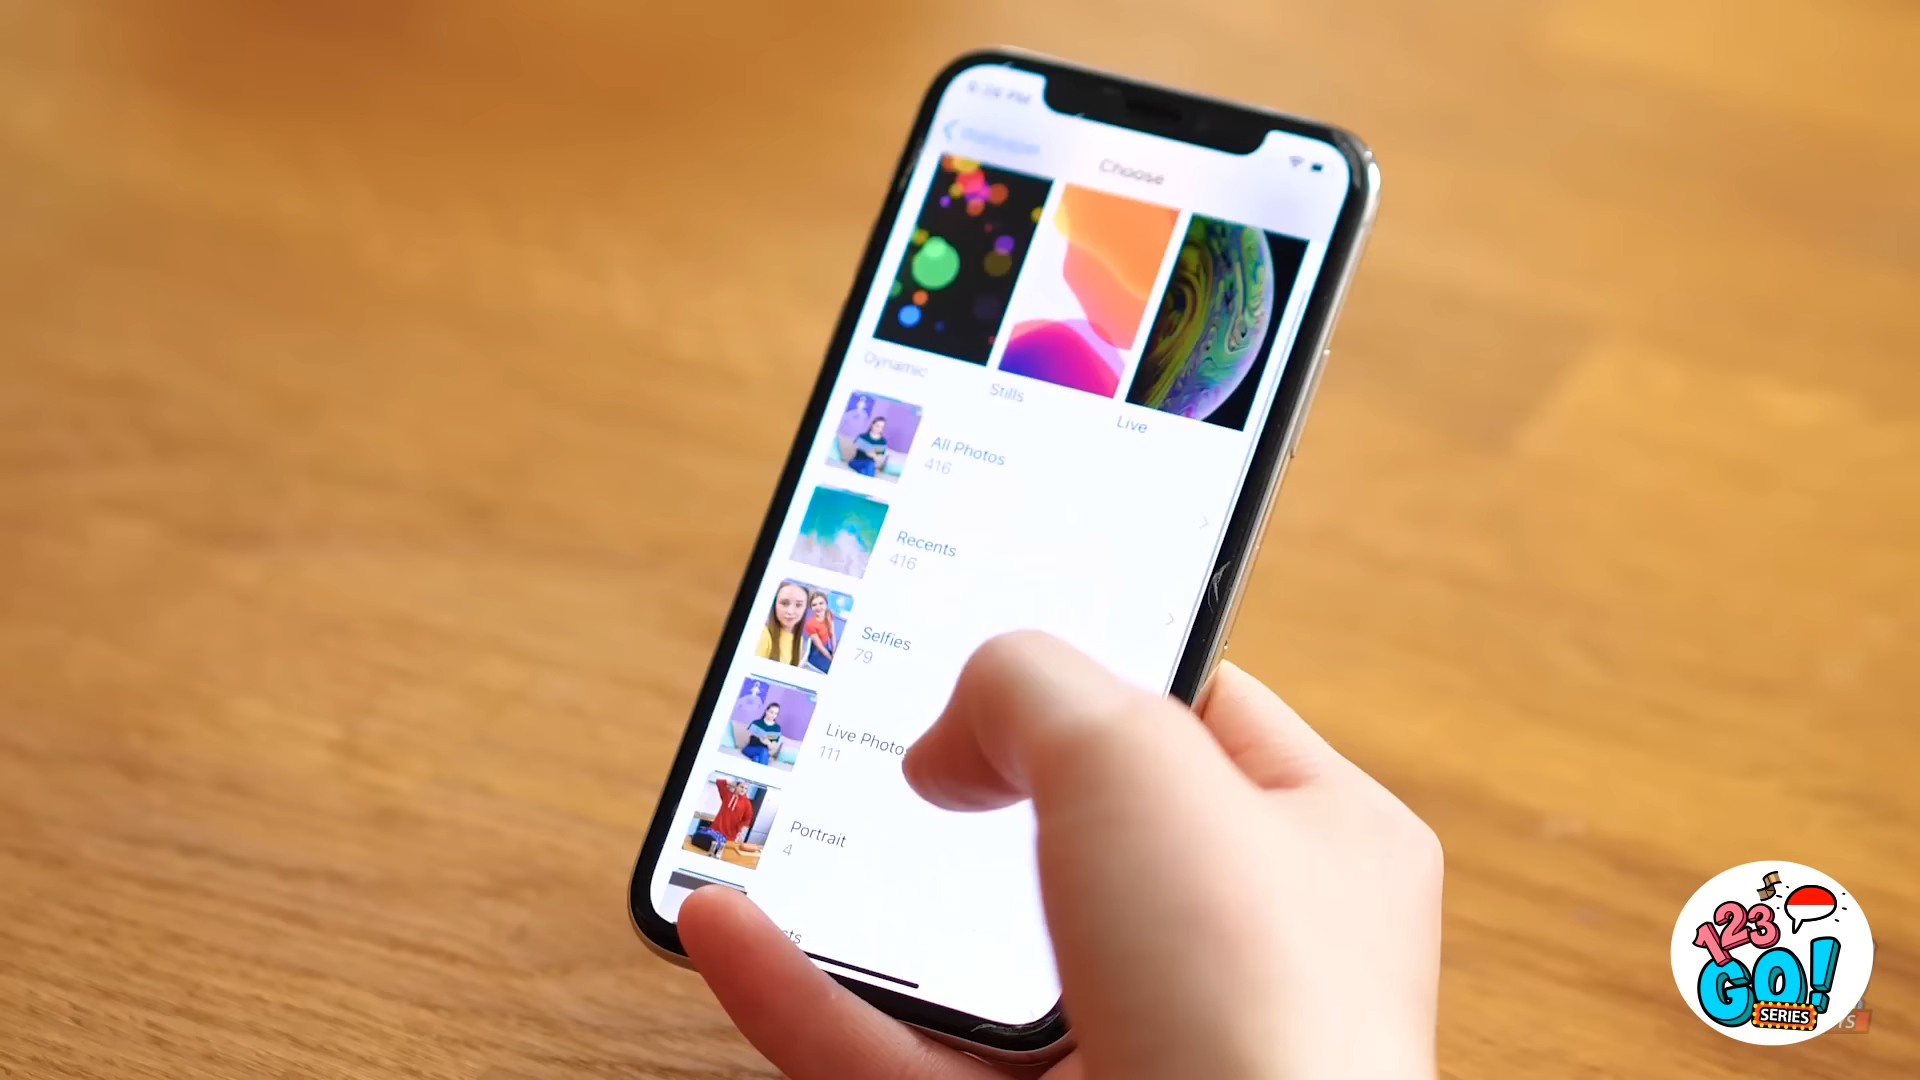 Choose
Dynamic
Stills
Live
All Photos
416
Recents
416
Selfies
79
Live Photos
111
Portrait
4
123
GO!
SERIES